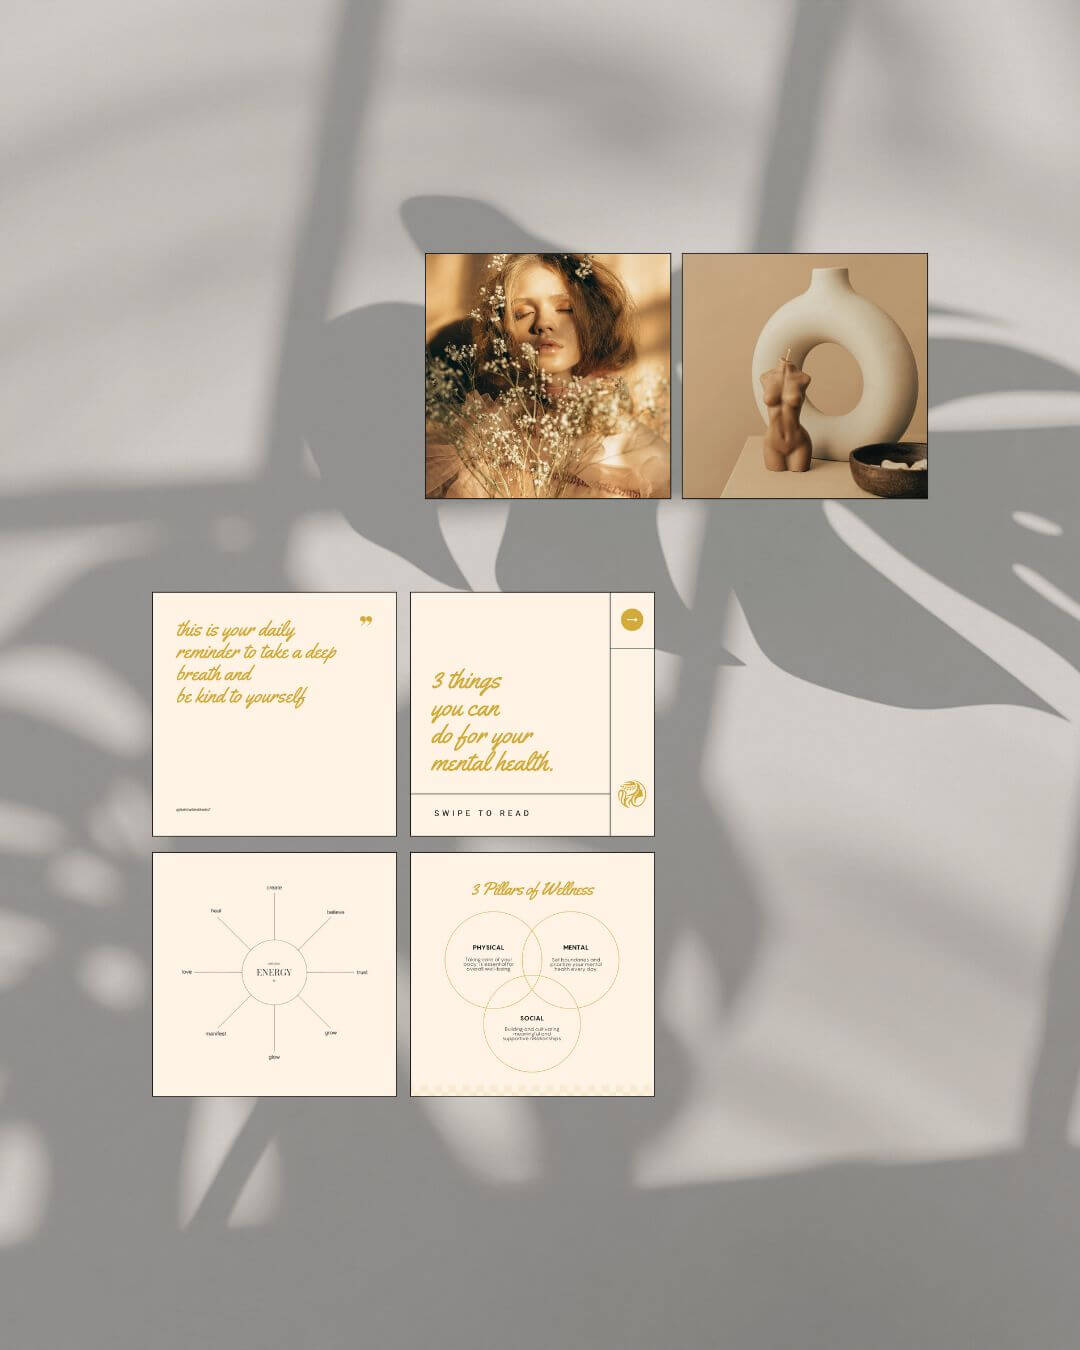 this is your daily
reminder to take a deep
breath and
be kind to yourself
3 things
you can
do for your
mental health.
SWIPE TO READ
create
heal
believe
love
ENERGY
trust
manifest
grow
glow
3 Pillars of Wellness
PHYSICAL
Taking care of your
body, is essential for
overall well-being
MENTAL
Set boundaries and
prioritize your mental
health every day.
SOCIAL
Building and cultivating
meaningful and
supportive relationships